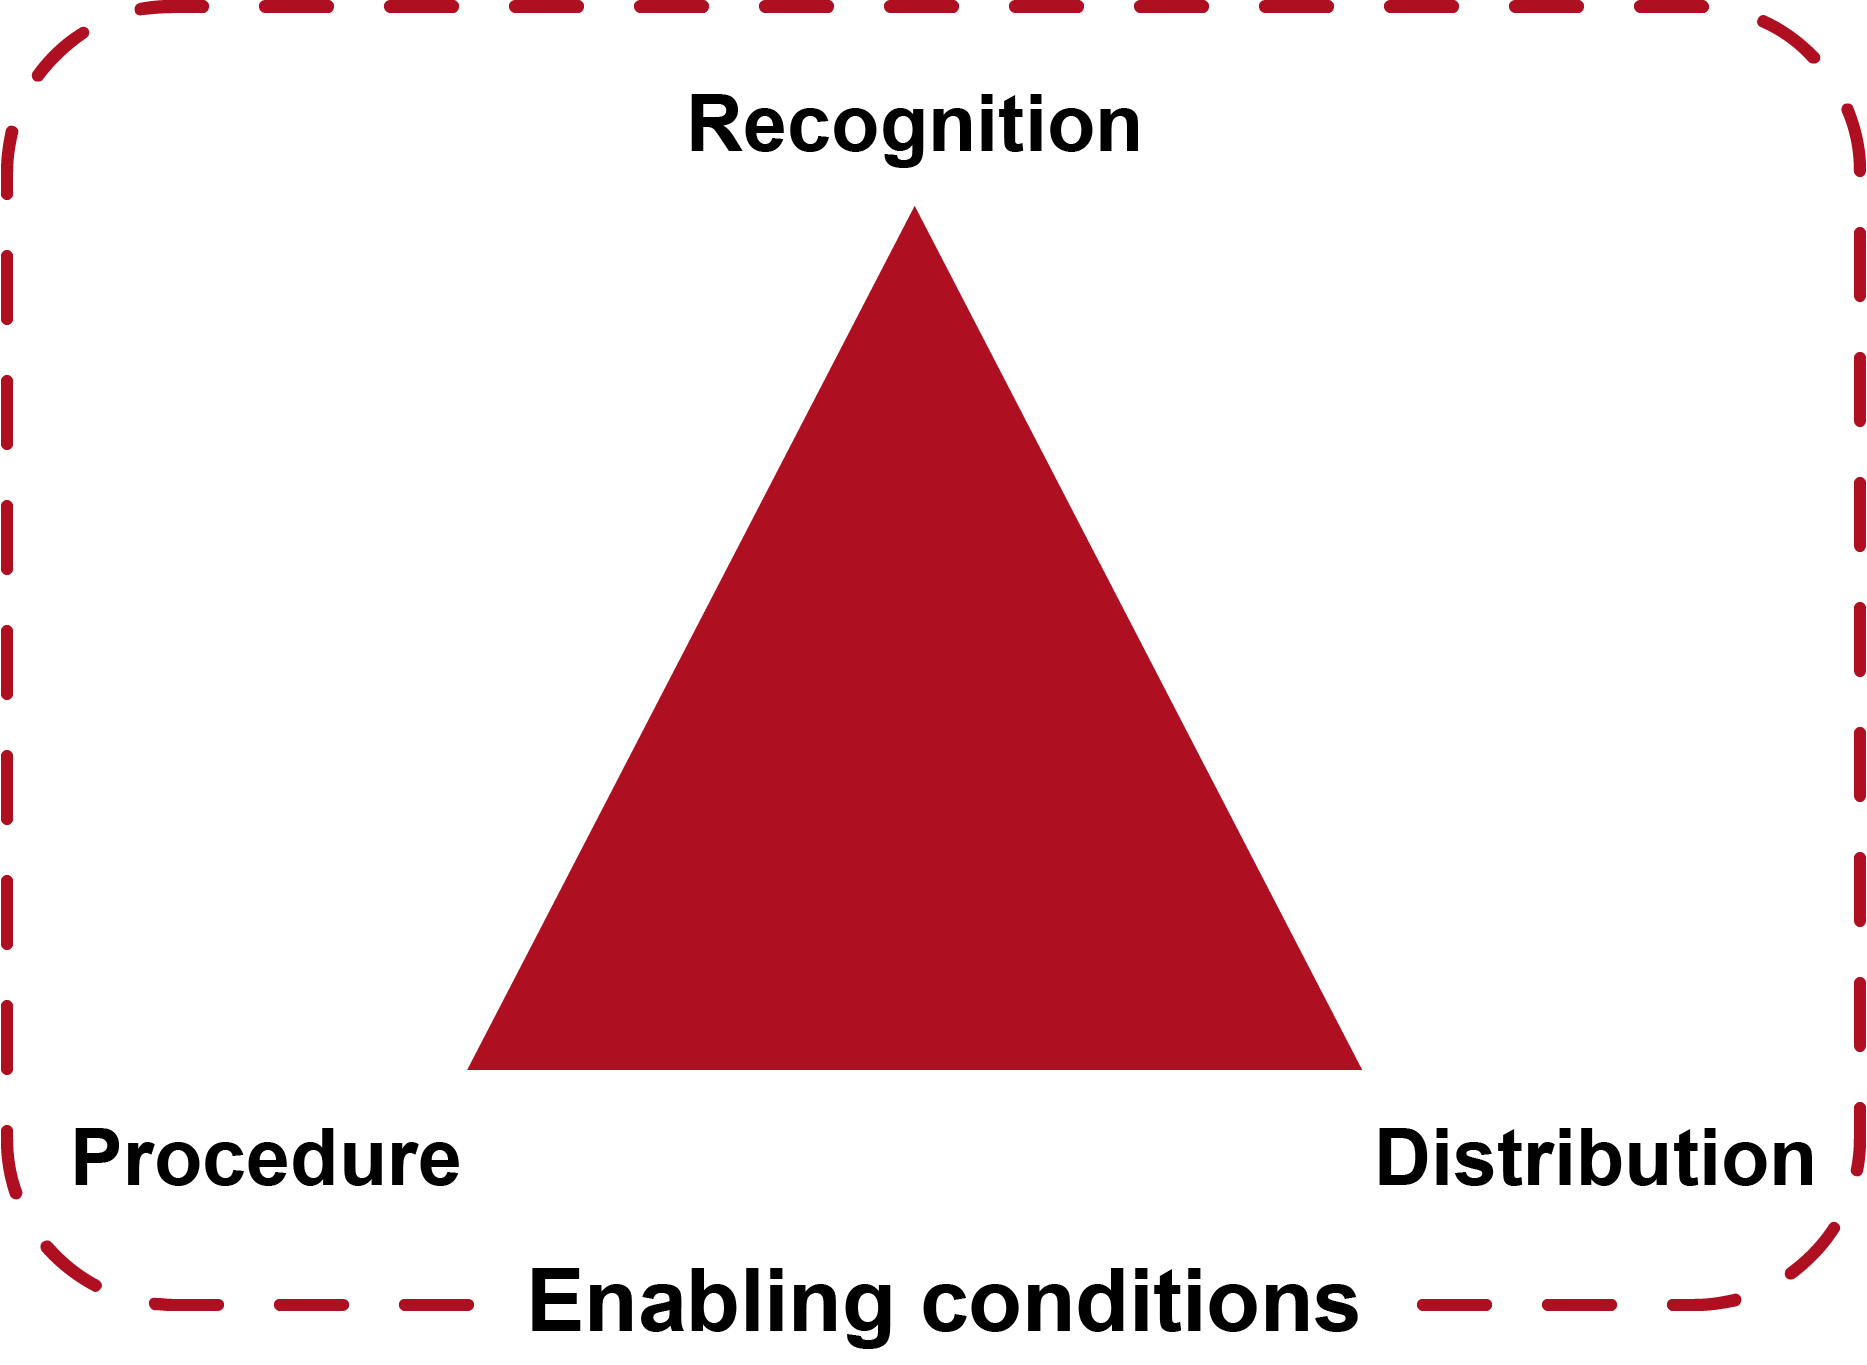 Recognition
Procedure
Distribution
Enabling conditions